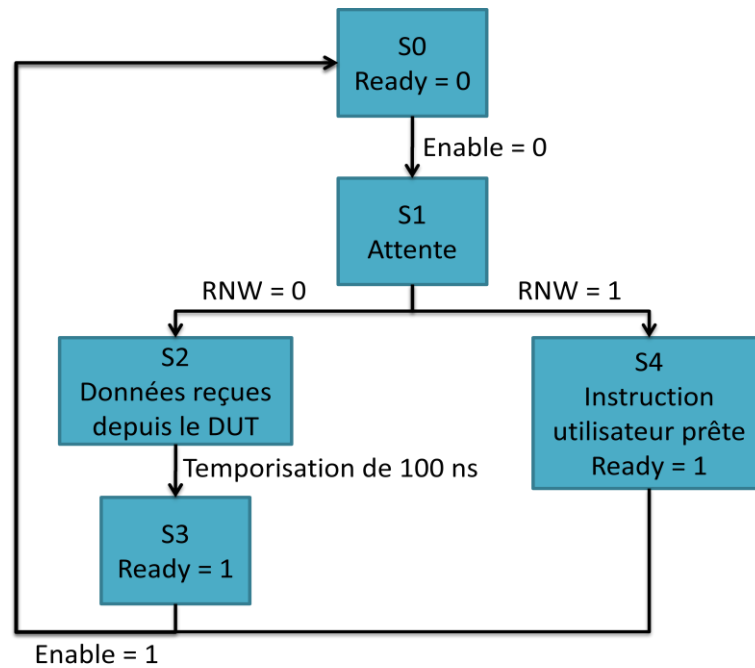 S0
Ready = 0
Enable = 0
S1
Attente
RNW = 0
RNW = 1
S2
Données reçues
depuis le DUT
S4
Instruction
utilisateur prête
Ready = 1
Temporisation de 100 ns
S3
Ready = 1
Enable = 1